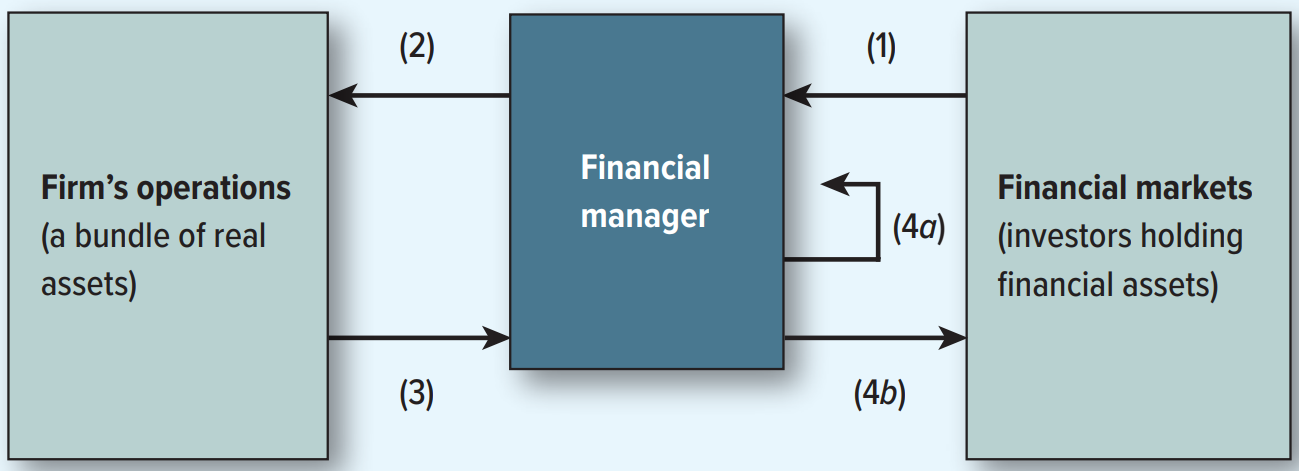 (2)
(1)
Financial
manager
Firm's operations
(a bundle of real
assets)
Financial markets
(investors holding
financial assets)
(4a)
(3)
(4b)